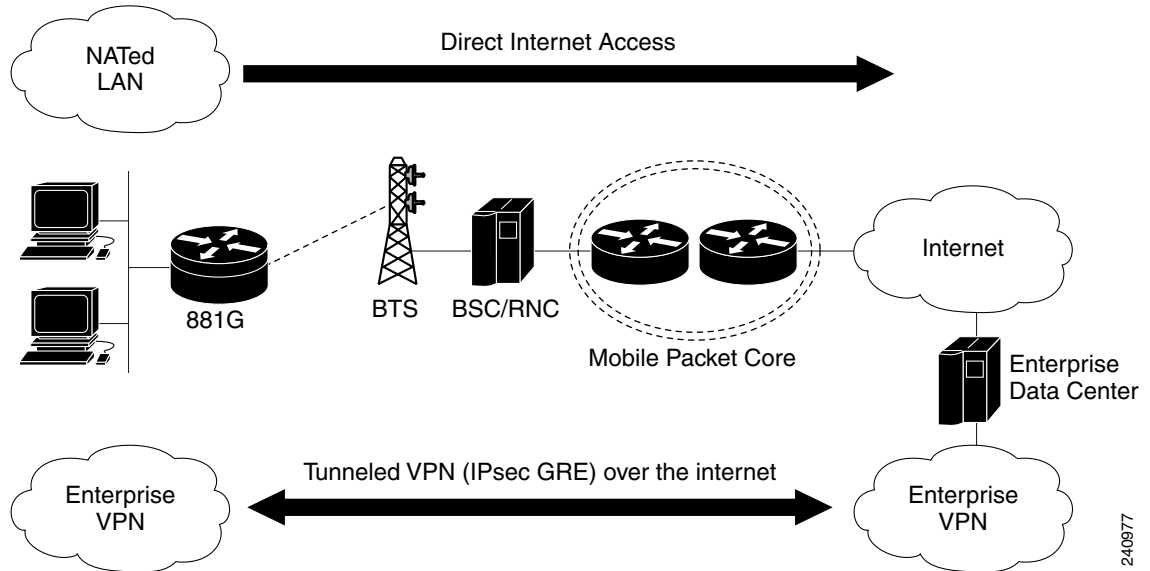 NATed
LAN
Direct Internet Access
881G
BTS
BSC/RNC
Mobile Packet Core
Internet
Enterprise
Data Center
Enterprise
VPN
Tunneled VPN (IPsec GRE) over the internet
Enterprise
VPN
240977